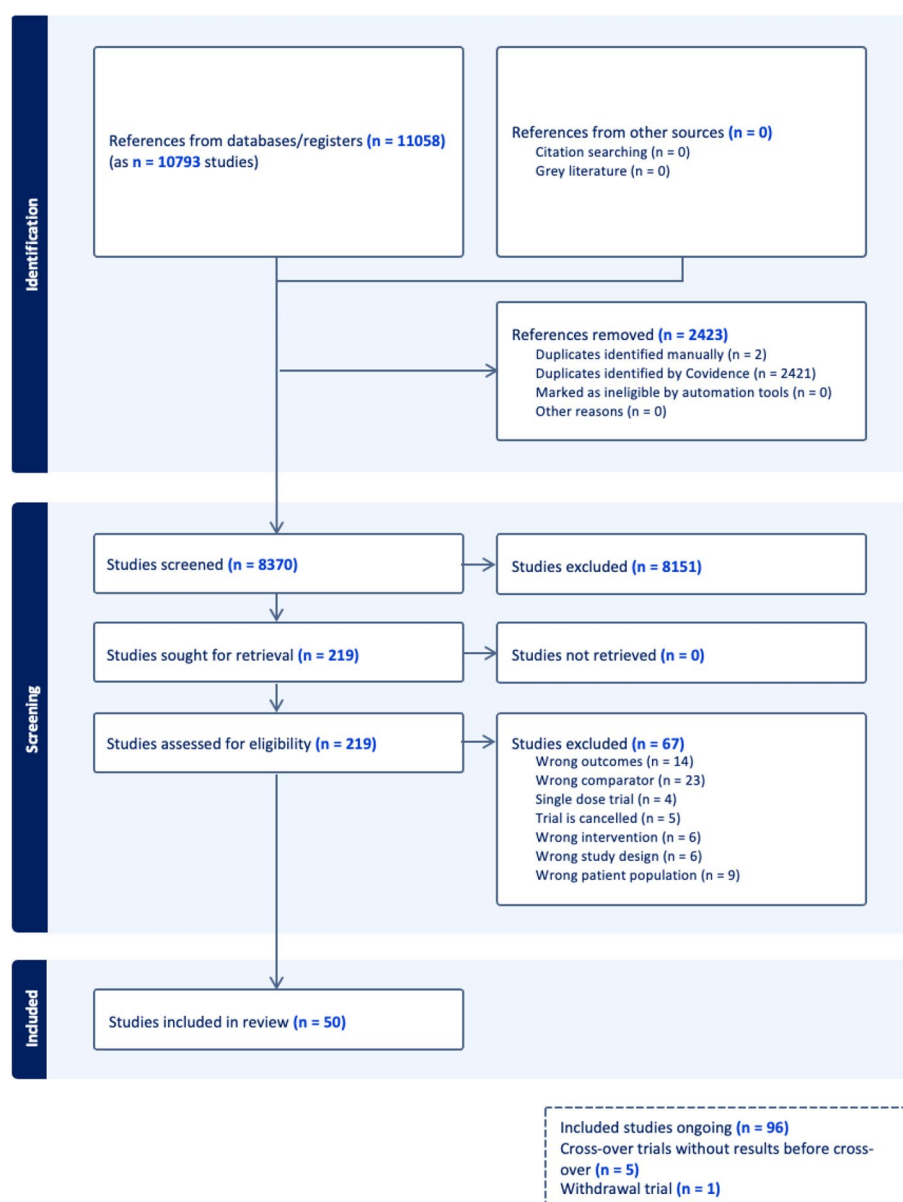 Identification
References from databases/registers (n = 11058)
(as n = 10793 studies)
References from other sources (n = 0)
Citation searching (n = 0)
Grey literature (n = 0)
References removed (n = 2423)
Duplicates identified manually (n = 2)
Duplicates identified by Covidence (n = 2421)
Marked as ineligible by automation tools (n = 0)
Other reasons (n = 0)
Screening
Studies screened (n = 8370)
Studies excluded (n = 8151)
Studies sought for retrieval (n = 219)
Studies not retrieved (n = 0)
Studies assessed for eligibility (n = 219)
Studies excluded (n = 67)
Wrong outcomes (n = 14)
Wrong comparator (n = 23)
Single dose trial (n = 4)
Trial is cancelled (n = 5)
Wrong intervention (n = 6)
Wrong study design (n = 6)
Wrong patient population (n = 9)
Included
Studies included in review (n = 50)
Included studies ongoing (n = 96)
Cross-over trials without results before cross-
over (n = 5)
Withdrawal trial (n = 1)